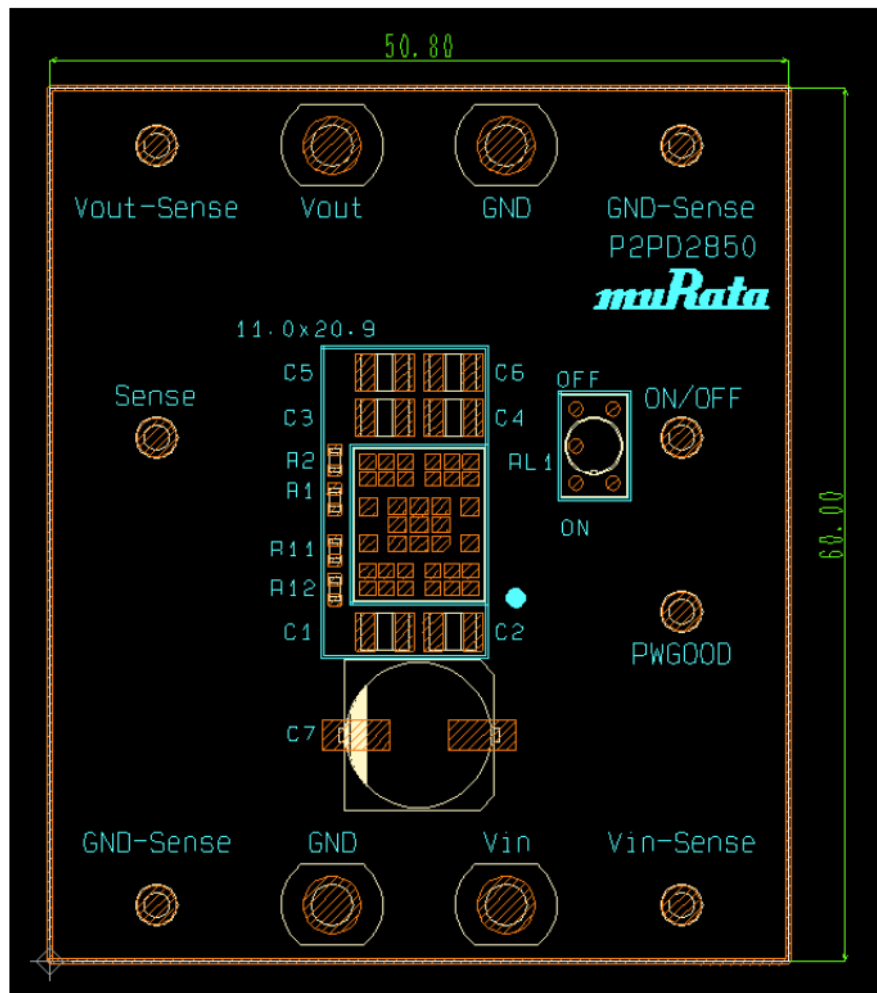 50.80
Vout-Sense Vout GND GND-Sense
P2PD2850
muRata
11.0x20.9
C5 C6
OFF
Sense ON/OFF
C3 C4
R2 RL1
R1
60.00
ON
R11
R12
C1 C2
PWGOOD
C7
GND-Sense GND Vin Vin-Sense